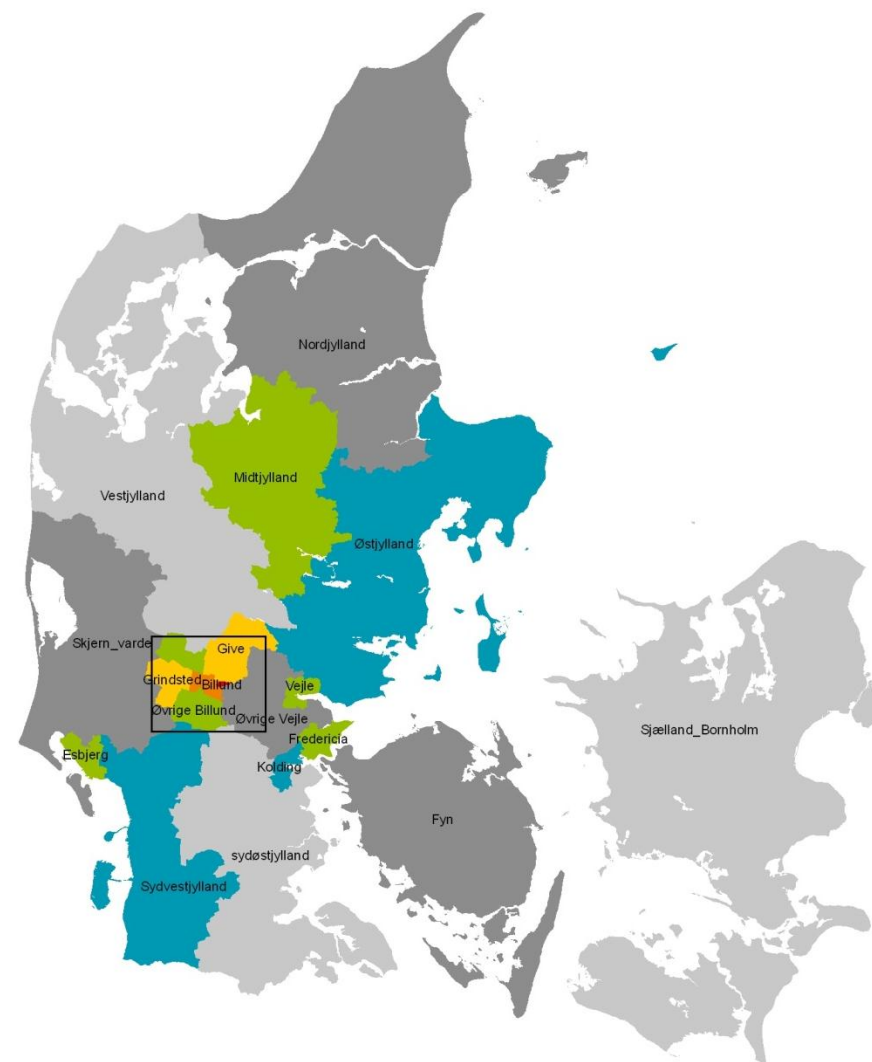 Nordjylland
Midtjylland
Vestjylland
Østjylland
Skjern_varde
Give
Grindsted
Billund
Vejle
Øvrige Billund
Øvrige Vejle
Sjælland_Bornholm
Fredericia
Esbjerg
Kolding
Fyn
sydøstjylland
Sydvestjylland